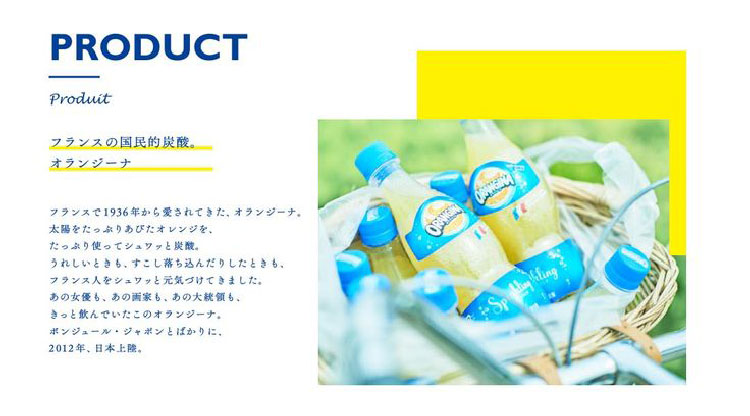 PRODUCT
Produit
フランスの国民的炭酸。
オランジーナ
フランスで1936年から愛されてきた、オランジーナ。
太陽をたっぷりあびたオレンジを、
たっぷり使ってシュワッと炭酸。
うれしいときも、すこし落ち込んだりしたときも、
フランス人をシュワッと元気づけてきました。
あの女優も、あの画家も、あの大統領も、
きっと飲んでいたこのオランジーナ。
ボンジュール・ジャポンとばかりに、
2012年、日本上陸。
ORANGINA
ORANGINA
Sparkling